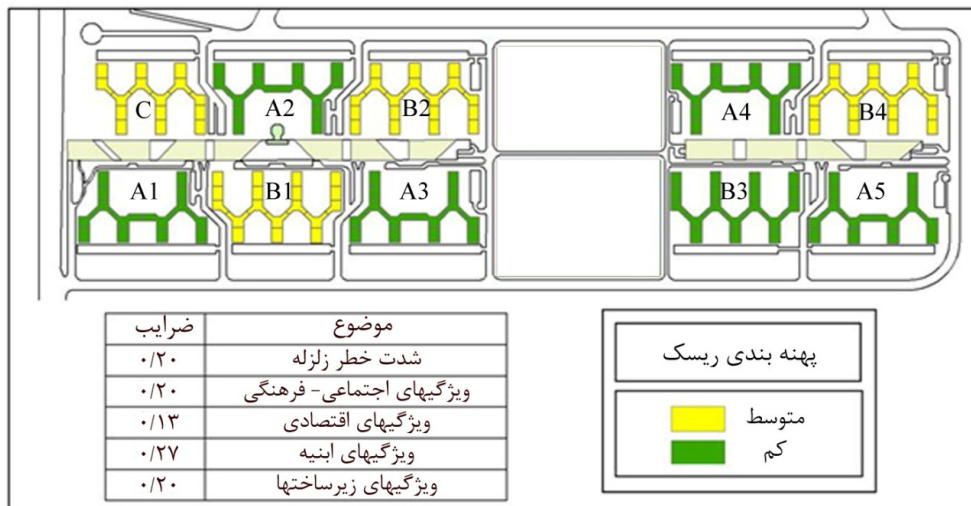 C A2 B2 A4 B4
A1 B1 A3 B3 A5
موضوع ضرایب
شدت خطر زلزله ۰/۲۰
ویژگیهای اجتماعی- فرهنگی ۰/۲۰
ویژگیهای اقتصادی ۰/۱۳
ویژگیهای ابنیه ۰/۲۷
ویژگیهای زیرساختها ۰/۲۰
پهنه بندی ریسک
متوسط
کم